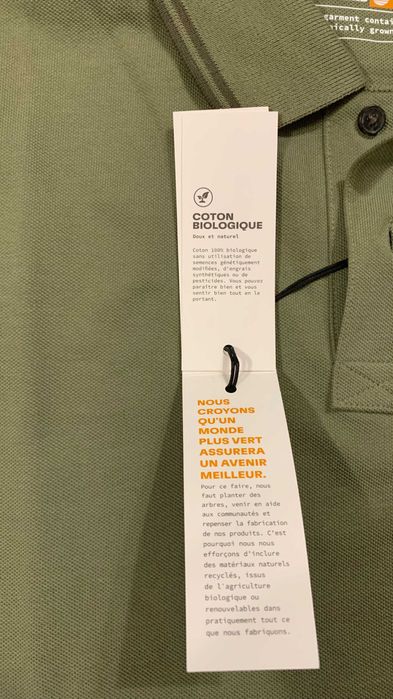 garment contai
nically grown
COTON
BIOLOGIQUE
Doux et naturel
Coton 100% biologique
sans utilisation de
semences génétiquement
modifiées, d'engrais
synthétiques ou de
pesticides. Vous pouvez
paraître bien et vous
sentir bien tout en le
portant.
NOUS
CROYONS
QU'UN
MONDE
PLUS VERT
ASSURERA
UN AVENIR
MEILLEUR.
Pour ce faire, nous
faut planter des
arbres, venir en aide
aux communautés et
repenser la fabrication
de nos produits. C'est
pourquoi nous nous
efforçons d'inclure
des matériaux naturels
recyclés, issus
de l'agriculture
biologique ou
renouvelables dans
pratiquement tout ce
que nous fabriquons.